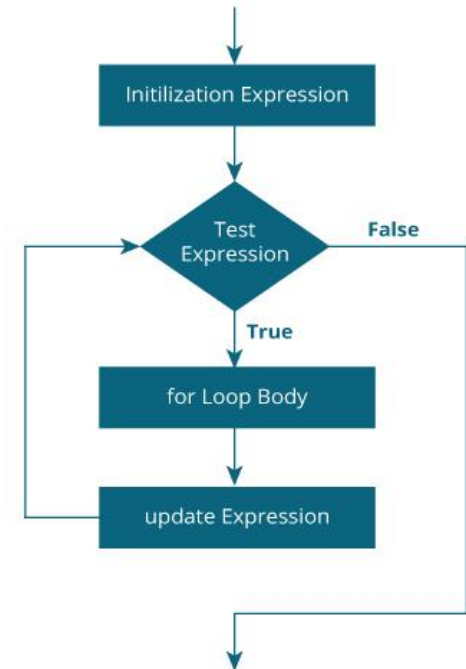 Initilization Expression
Test
Expression
False
True
for Loop Body
update Expression